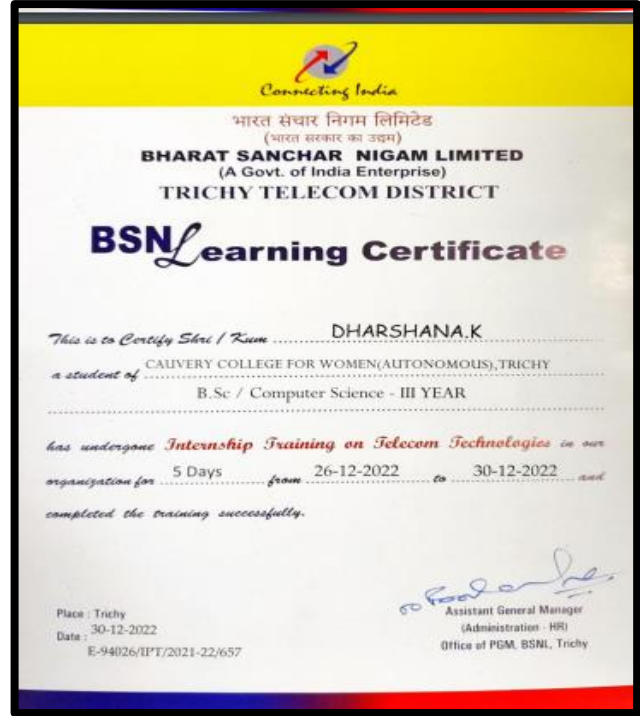 Connecting India
भारत संचार निगम लिमिटेड
(भारत सरकार का उद्यम)
BHARAT SANCHAR NIGAM LIMITED
(A Govt. of India Enterprise)
TRICHY TELECOM DISTRICT
BSNLearning Certificate
This is to Certify Shri / Kum DHARSHANA.K
a student of CAUVERY COLLEGE FOR WOMEN(AUTONOMOUS),TRICHY
B.Sc / Computer Science - III YEAR
has undergone Internship Training on Telecom Technologies in our
organization for 5 Days from 26-12-2022 to 30-12-2022 and
completed the training successfully.
Place : Trichy
Date : 30-12-2022
E-94026/IPT/2021-22/657
Assistant General Manager
(Administration - HR)
Office of PGM, BSNL, Trichy